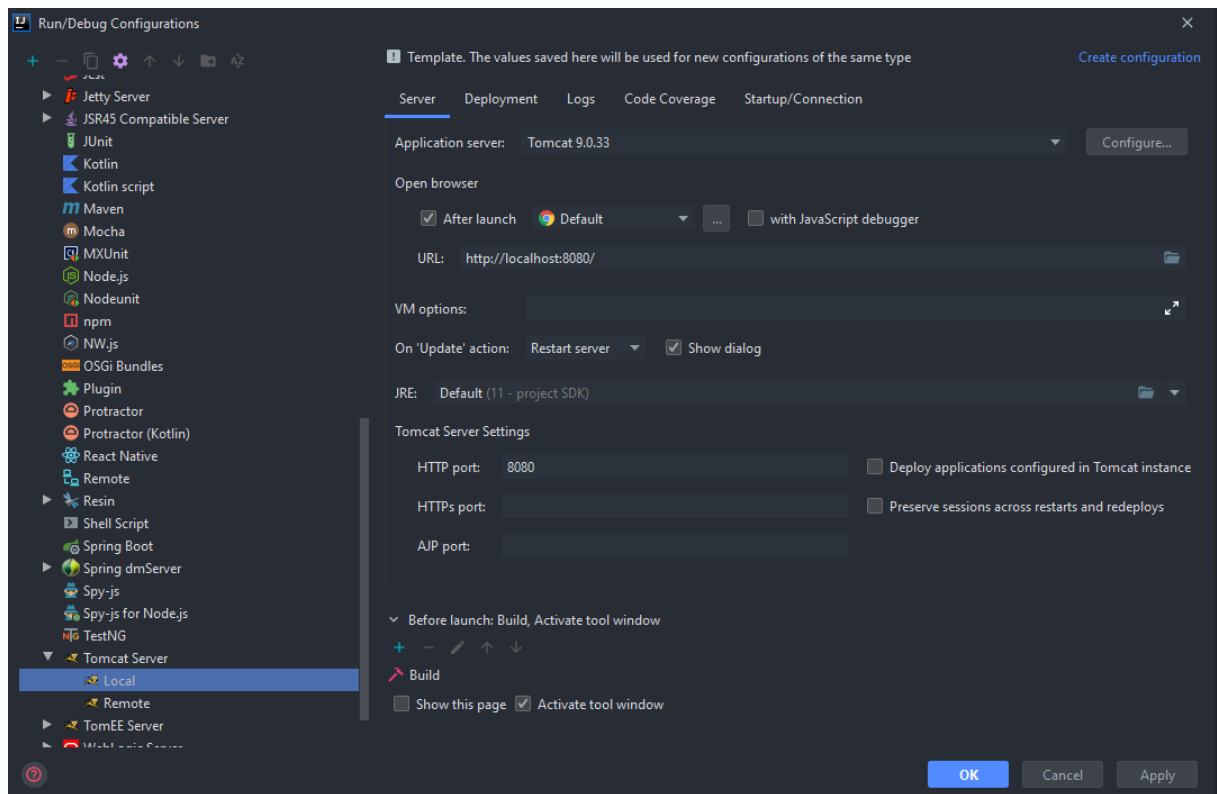 Run/Debug Configurations
Template. The values saved here will be used for new configurations of the same type
Create configuration
Jest
Jetty Server
JSR45 Compatible Server
JUnit
Kotlin
Kotlin script
Maven
Mocha
MXUnit
Node.js
Nodeunit
npm
NW.js
OSGi Bundles
Plugin
Protractor
Protractor (Kotlin)
React Native
Remote
Resin
Shell Script
Spring Boot
Spring dmServer
Spy-js
Spy-js for Node.js
TestNG
Tomcat Server
Local
Remote
TomEE Server
WebLogic Server
Server Deployment Logs Code Coverage Startup/Connection
Application server: Tomcat 9.0.33 Configure...
Open browser
After launch Default ... with JavaScript debugger
URL: http://localhost:8080/
VM options:
On 'Update' action: Restart server Show dialog
JRE: Default (11 - project SDK)
Tomcat Server Settings
HTTP port: 8080 Deploy applications configured in Tomcat instance
HTTPs port: Preserve sessions across restarts and redeploys
AJP port:
Before launch: Build, Activate tool window
Build
Show this page Activate tool window
OK Cancel Apply